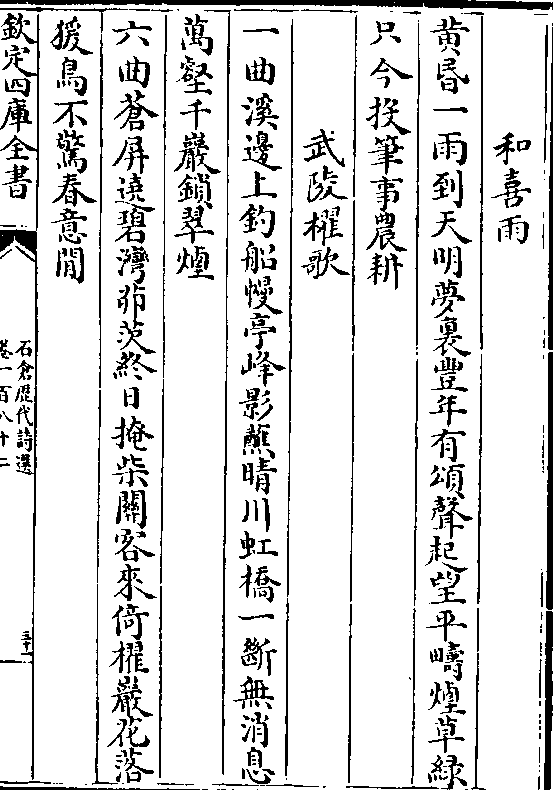 和喜雨
黄昏一雨到天明夢裏豐年有頌聲起望平疇煙草緑
只今投筆事農耕
武陵櫂歌
一曲溪邊上釣船幔亭峰影蘸晴川虹橋一斷無消息
萬壑千巖鎖翠煙
六曲蒼屏遶碧灣茆茨終日掩柴關客來倚櫂巖花落
猨鳥不驚春意閒
欽定四庫全書
石倉歴代詩選
卷一百八十二
三十